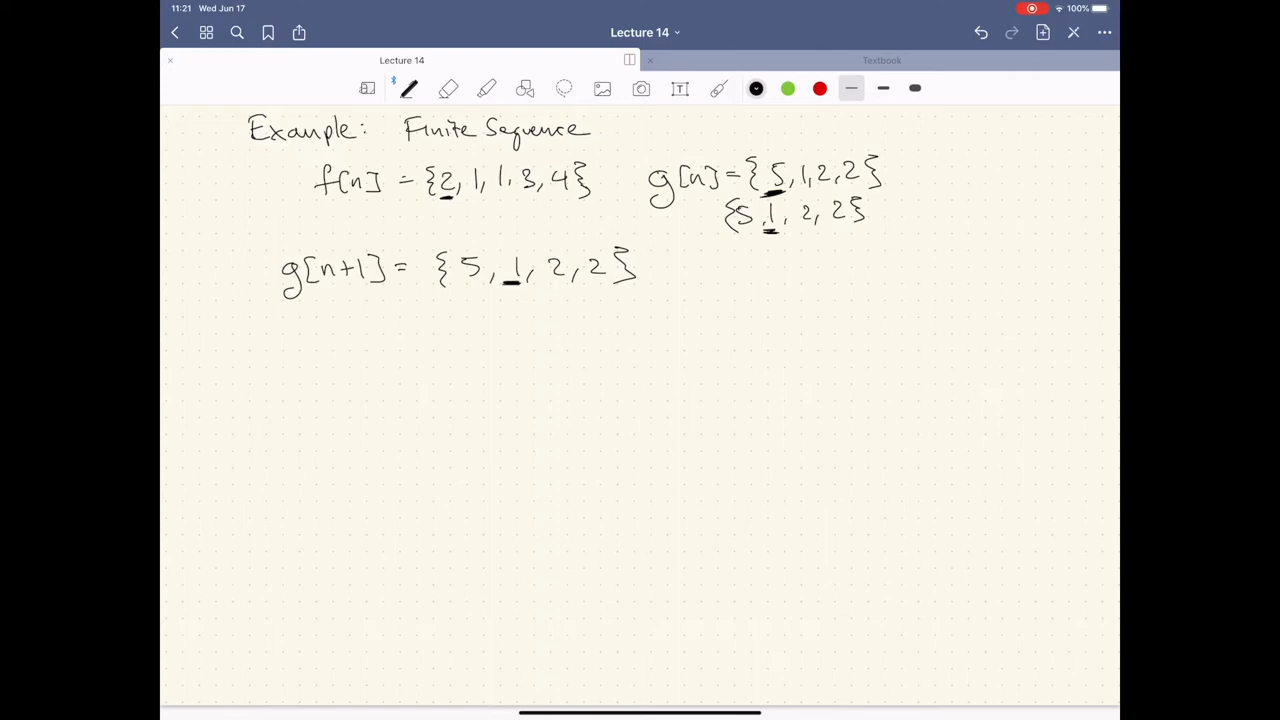 11:21 Wed Jun 17
100%
Lecture 14
Lecture 14
Textbook
Example: Finite Sequence
f[n] = {2, 1, 1, 3, 4} g[n] = {5, 1, 2, 2}
{5, 1, 2, 2}
g[n+1] = {5, 1, 2, 2}